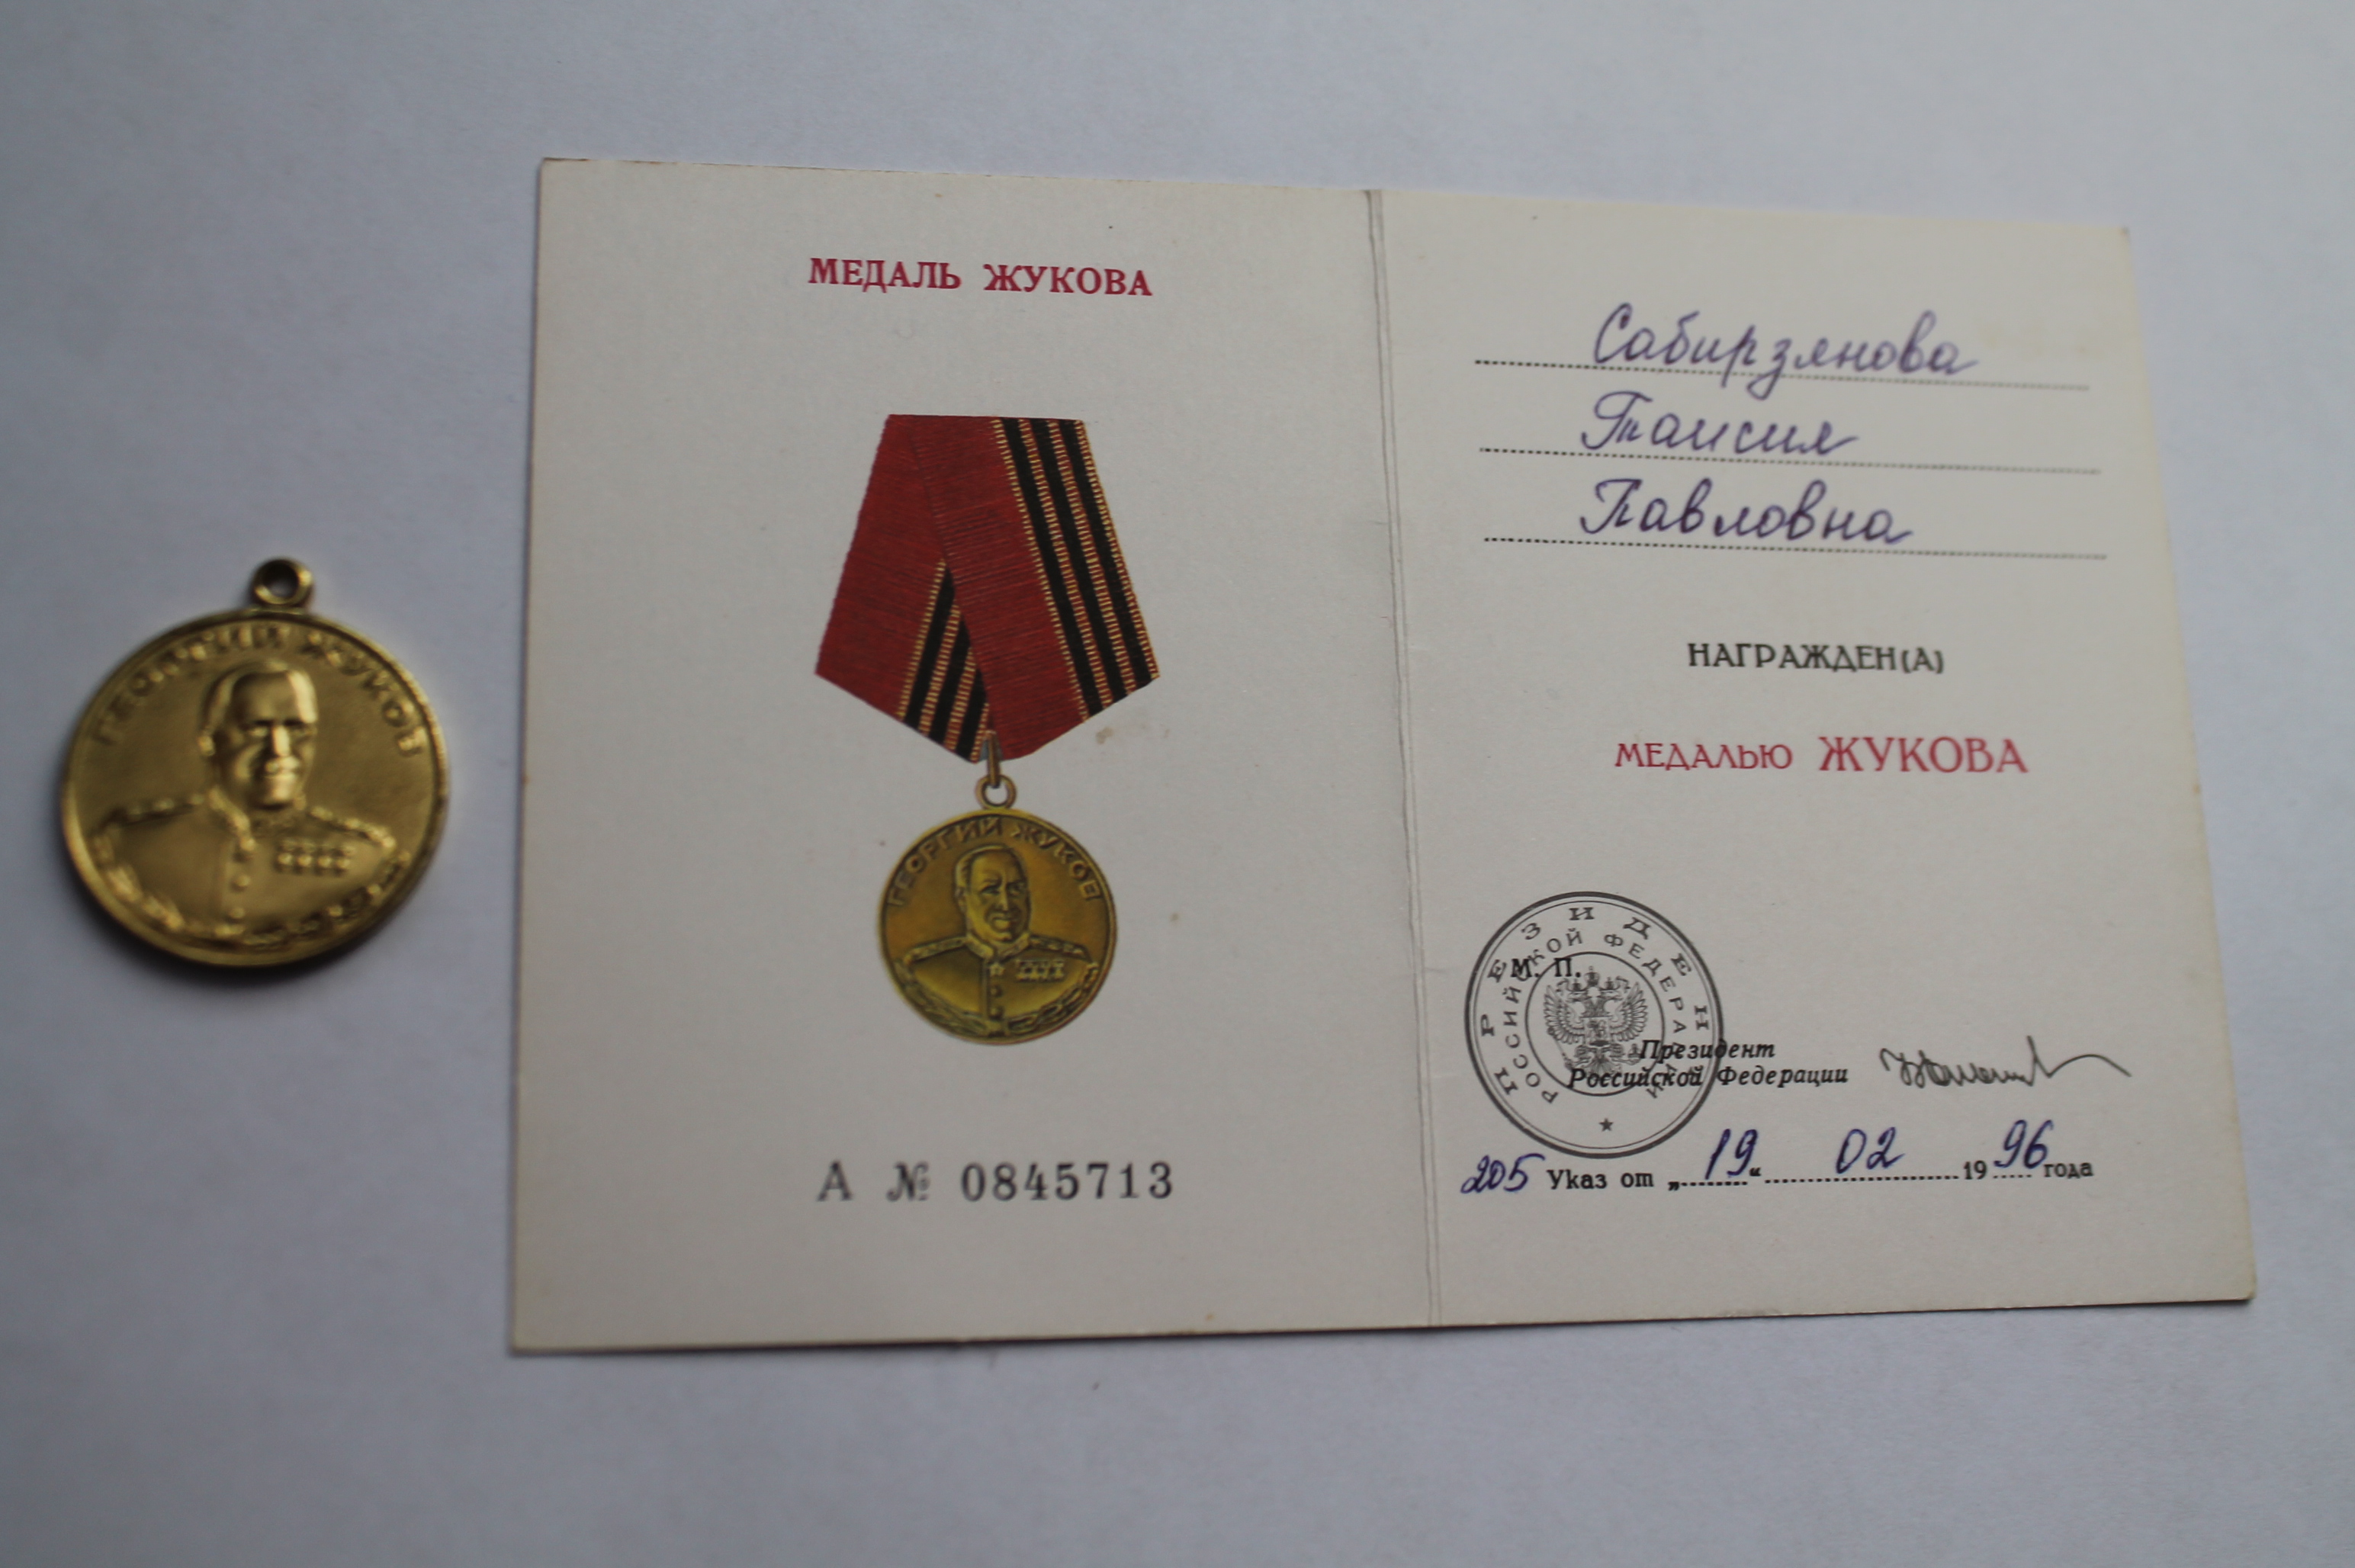 ГЕОРГИЙ ЖУКОВ
МЕДАЛЬ ЖУКОВА
ГЕОРГИЙ ЖУКОВ
А № 0845713
Сабирзянова
Таисия
Павловна
НАГРАЖДЕН(А)
МЕДАЛЬЮ ЖУКОВА
ПРЕЗИДЕНТ
РОССИЙСКОЙ ФЕДЕРАЦИИ
М. П.
Президент
Российской Федерации
205 Указ от „19“ 02 1996 года